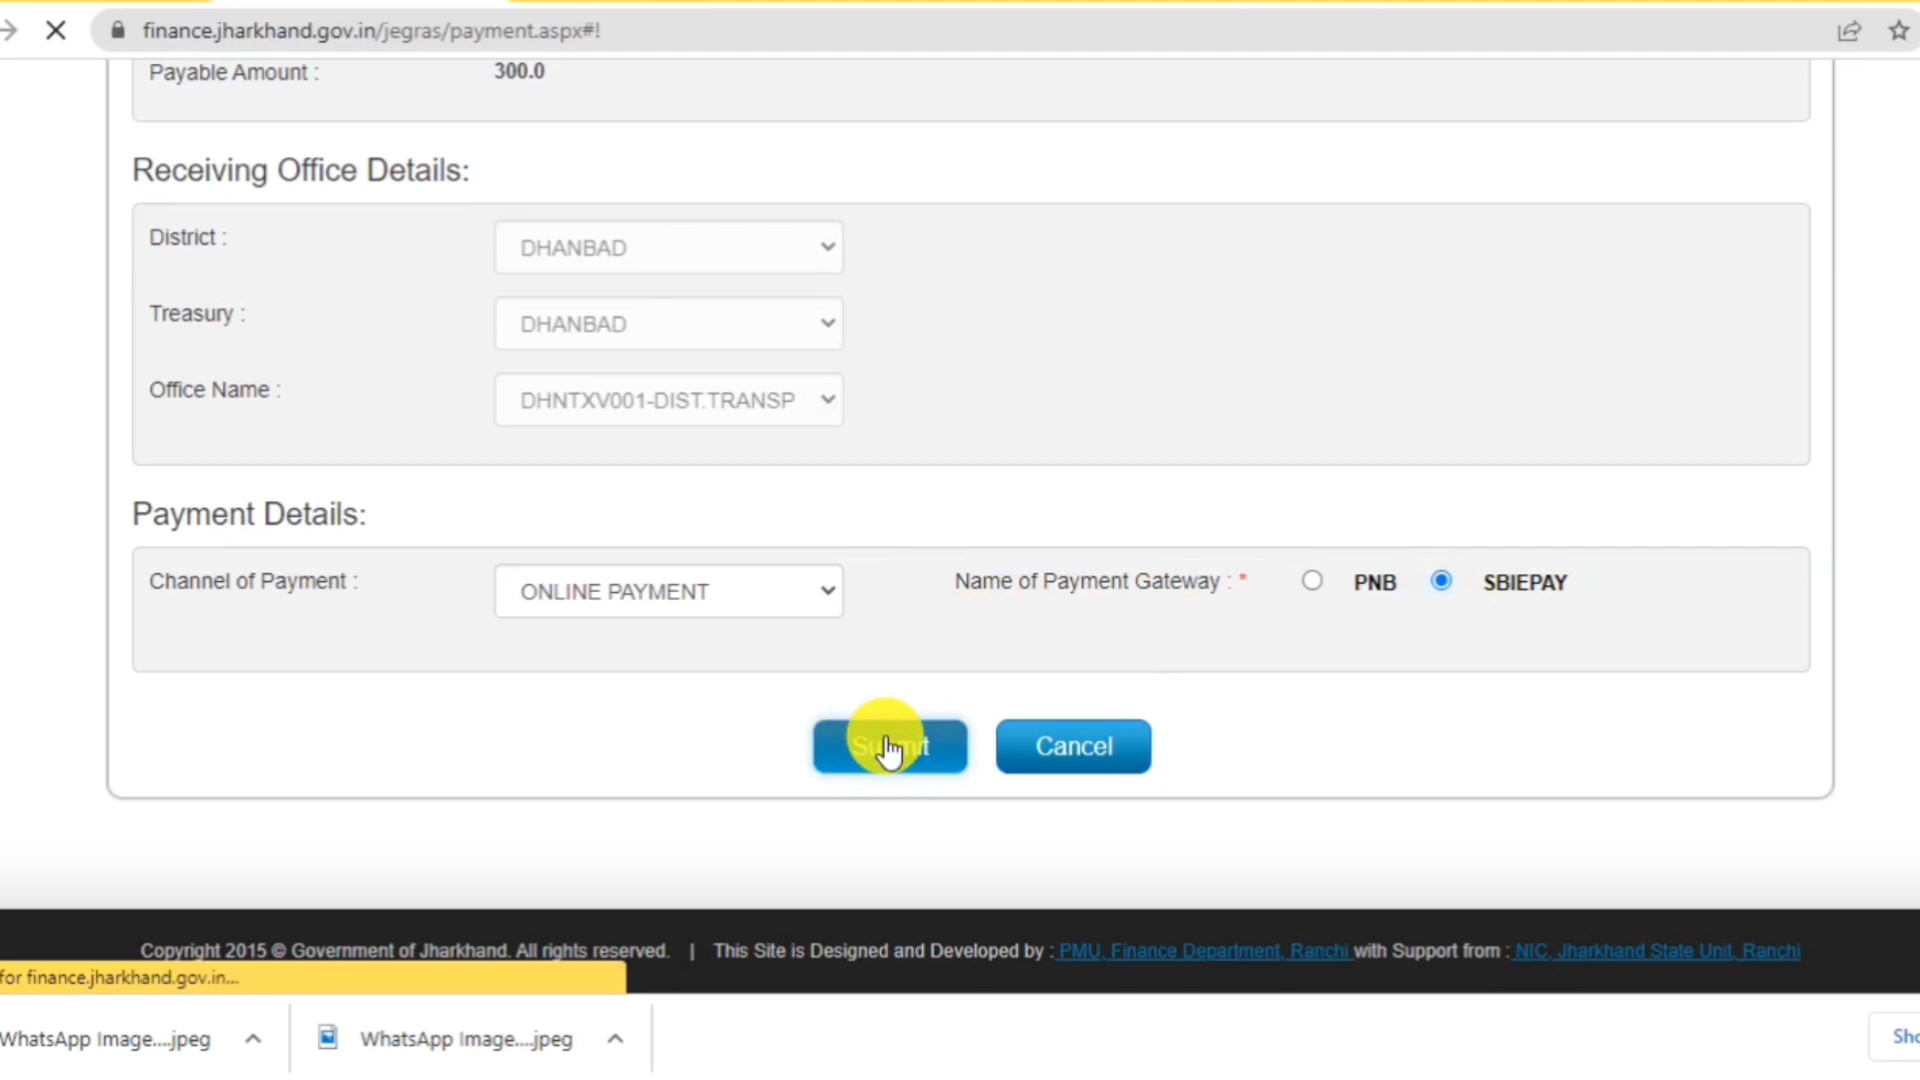 finance.jharkhand.gov.in/jegras/payment.aspx#!
Payable Amount : 300.0
Receiving Office Details:
District : DHANBAD
Treasury : DHANBAD
Office Name : DHNTXV001-DIST.TRANSP
Payment Details:
Channel of Payment : ONLINE PAYMENT Name of Payment Gateway : * PNB SBIEPAY
Submit Cancel
Copyright 2015 © Government of Jharkhand. All rights reserved. | This Site is Designed and Developed by : PMU, Finance Department, Ranchi with Support from : NIC, Jharkhand State Unit, Ranchi
for finance.jharkhand.gov.in...
WhatsApp Image....jpeg WhatsApp Image....jpeg Sho